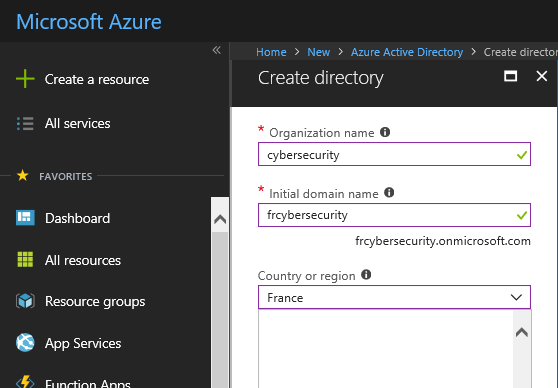 Microsoft Azure
Home > New > Azure Active Directory > Create director
Create a resource
All services
FAVORITES
Dashboard
All resources
Resource groups
App Services
Function Apps
Create directory
* Organization name
cybersecurity
* Initial domain name
frcybersecurity
frcybersecurity.onmicrosoft.com
Country or region
France